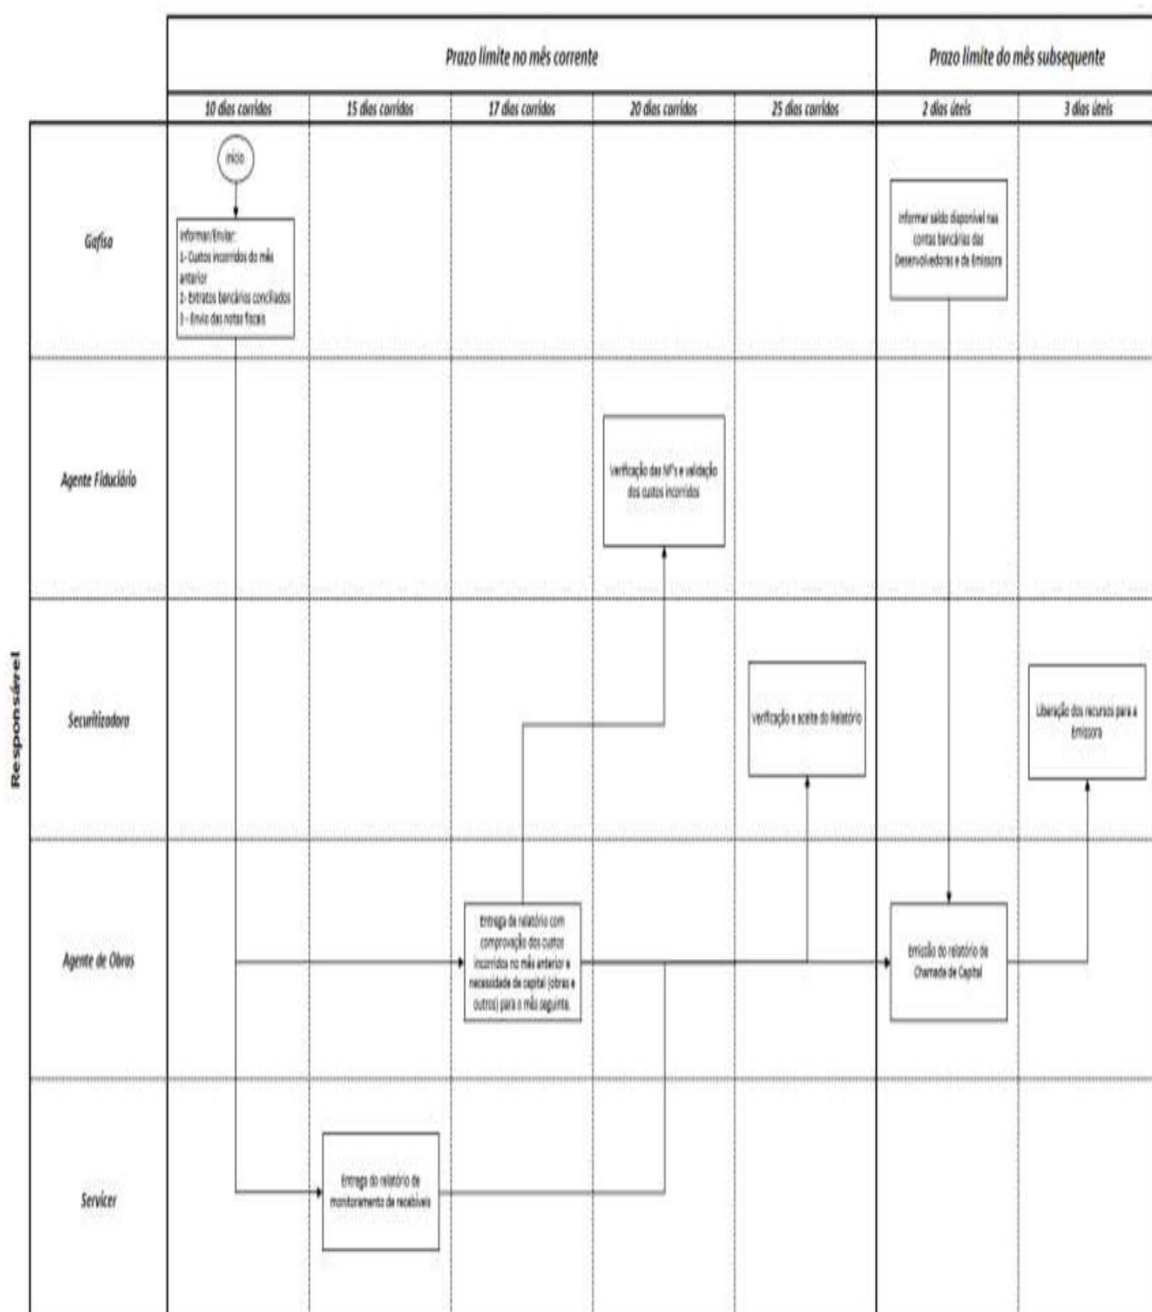 Prazo limite no mês corrente
Prazo limite do mês subsequente
10 dias corridos
15 dias corridos
17 dias corridos
20 dias corridos
25 dias corridos
2 dias úteis
3 dias úteis
Responsável
Gafisa
Início
Informar/Enviar:
1- Custos incorridos do mês
anterior
2- Extratos bancários conciliados
3 - Envio das notas fiscais
Informar saldo disponível nas
contas bancárias das
Desenvolvedoras e da Emissora
Agente Fiduciário
Verificação das NF's e validação
dos custos incorridos
Securitizadora
Verificação e aceite do Relatório
Liberação dos recursos para a
Emissora
Agente de Obras
Entrega de relatório com
comprovação dos custos
incorridos no mês anterior e
necessidade de capital (obras e
outros) para o mês seguinte.
Emissão do relatório de
Chamada de Capital
Servicer
Entrega do relatório de
monitoramento de recebíveis